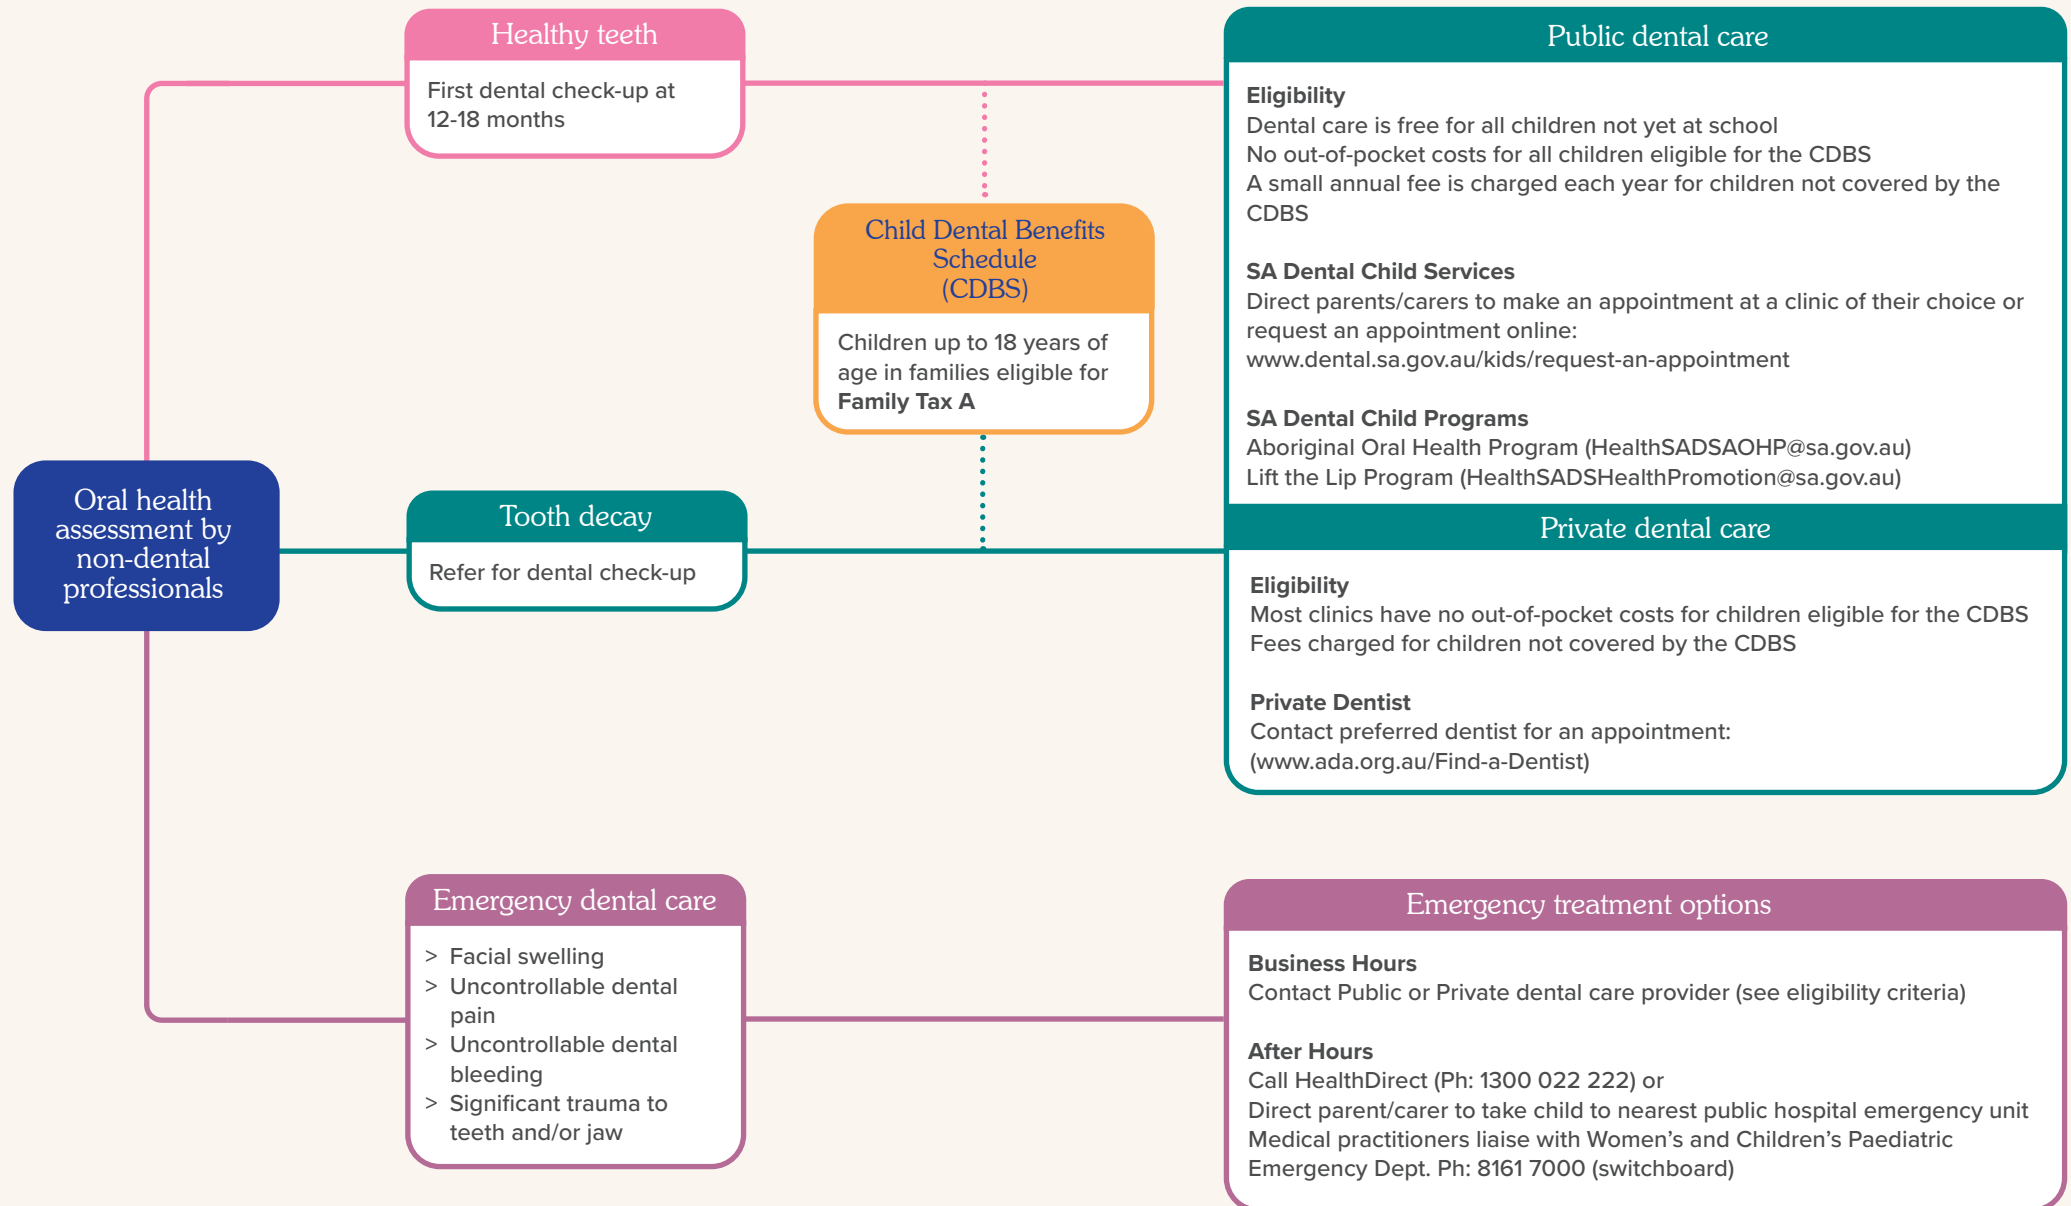 Healthy teeth
First dental check-up at
12-18 months
Public dental care
Eligibility
Dental care is free for all children not yet at school
No out-of-pocket costs for all children eligible for the CDBS
A small annual fee is charged each year for children not covered by the
CDBS
SA Dental Child Services
Direct parents/carers to make an appointment at a clinic of their choice or
request an appointment online:
www.dental.sa.gov.au/kids/request-an-appointment
SA Dental Child Programs
Aboriginal Oral Health Program (HealthSADSAOHP@sa.gov.au)
Lift the Lip Program (HealthSADSHealthPromotion@sa.gov.au)
Child Dental Benefits
Schedule
(CDBS)
Children up to 18 years of
age in families eligible for
Family Tax A
Oral health
assessment by
non-dental
professionals
Tooth decay
Refer for dental check-up
Private dental care
Eligibility
Most clinics have no out-of-pocket costs for children eligible for the CDBS
Fees charged for children not covered by the CDBS
Private Dentist
Contact preferred dentist for an appointment:
(www.ada.org.au/Find-a-Dentist)
Emergency dental care
> Facial swelling
> Uncontrollable dental
pain
> Uncontrollable dental
bleeding
> Significant trauma to
teeth and/or jaw
Emergency treatment options
Business Hours
Contact Public or Private dental care provider (see eligibility criteria)
After Hours
Call HealthDirect (Ph: 1300 022 222) or
Direct parent/carer to take child to nearest public hospital emergency unit
Medical practitioners liaise with Women's and Children's Paediatric
Emergency Dept. Ph: 8161 7000 (switchboard)